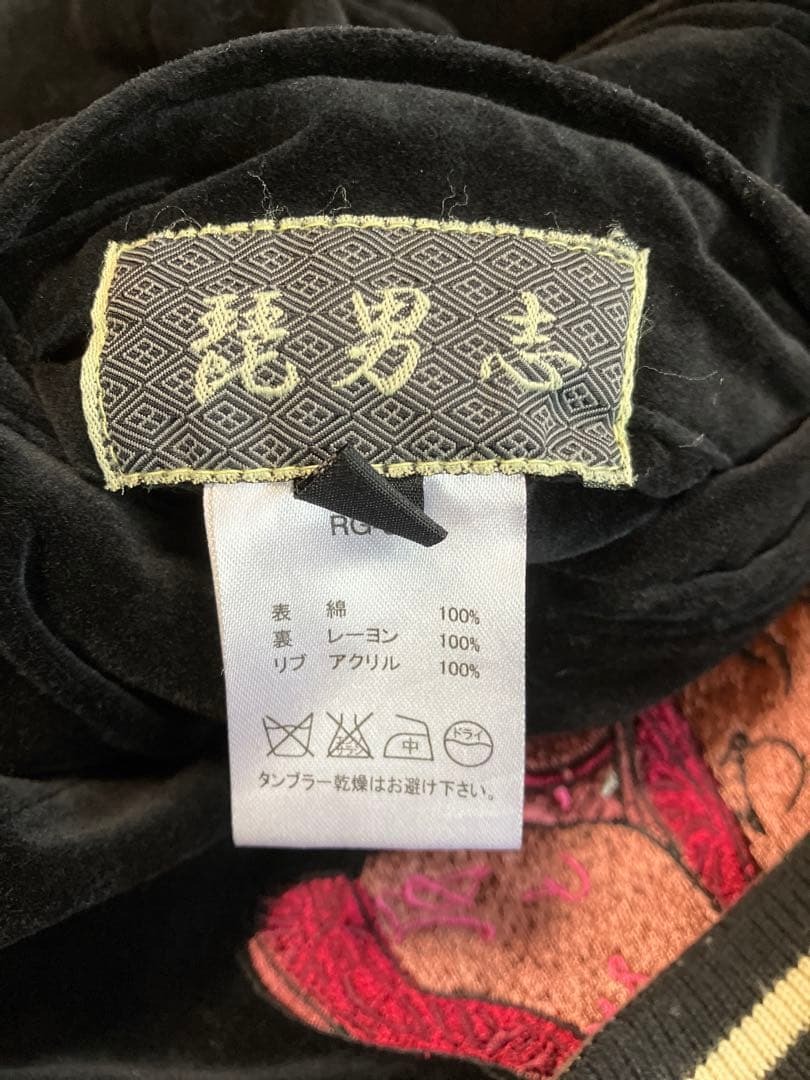 琵男志
RG
表 綿 100%
裏 レーヨン 100%
リブ アクリル 100%
中 ドライ
タンブラー乾燥はお避け下さい。